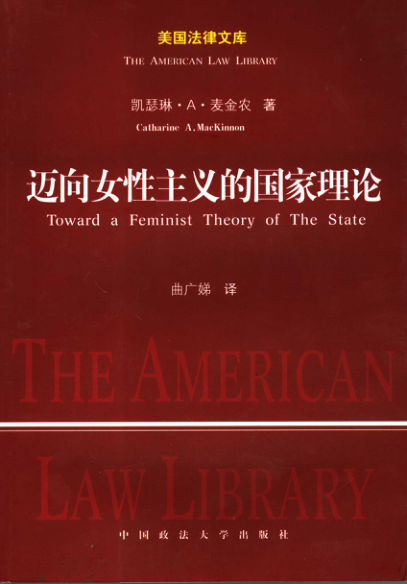 美国法律文库
THE AMERICAN LAW LIBRARY
凯瑟琳·A·麦金农 著
Catharine A. MacKinnon
迈向女性主义的国家理论
Toward a Feminist Theory of The State
曲广娣 译
THE AMERICAN
LAW LIBRARY
中国政法大学出版社